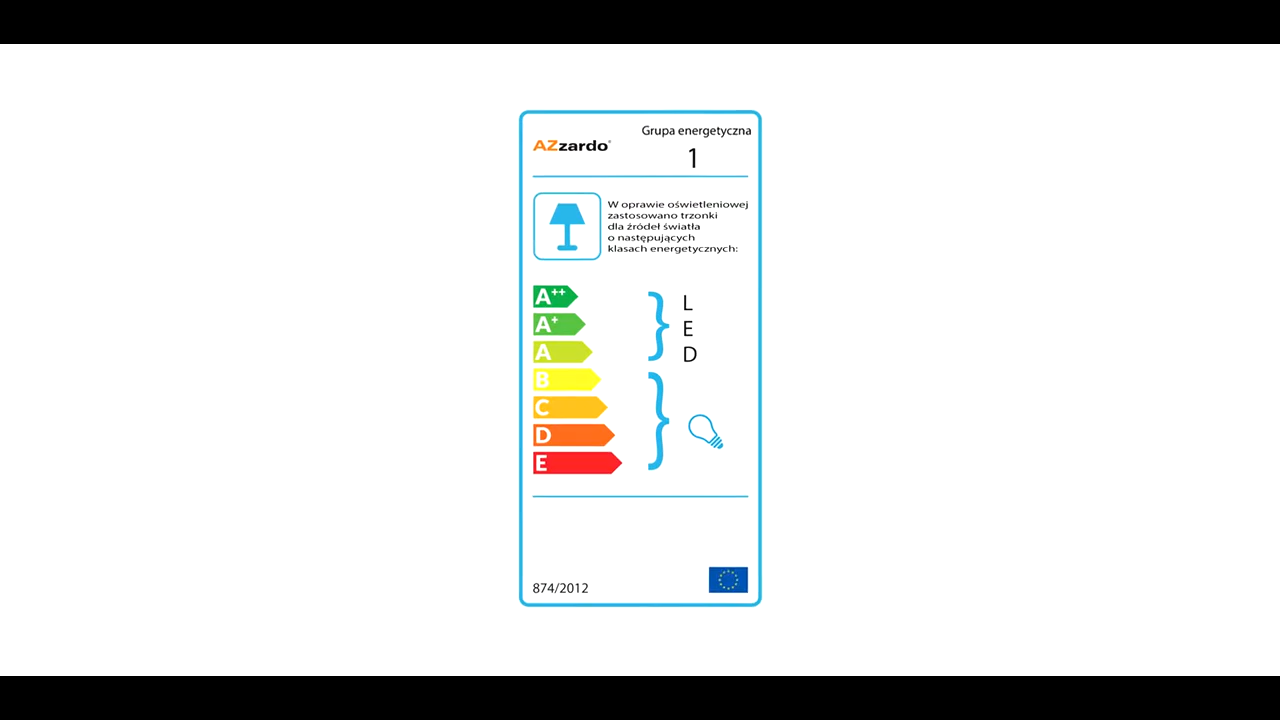 AZzardo®
Grupa energetyczna
1
W oprawie oświetleniowej
zastosowano trzonki
dla źródeł światła
o następujących
klasach energetycznych:
A++
A+
A
B
C
D
E
L
E
D
874/2012